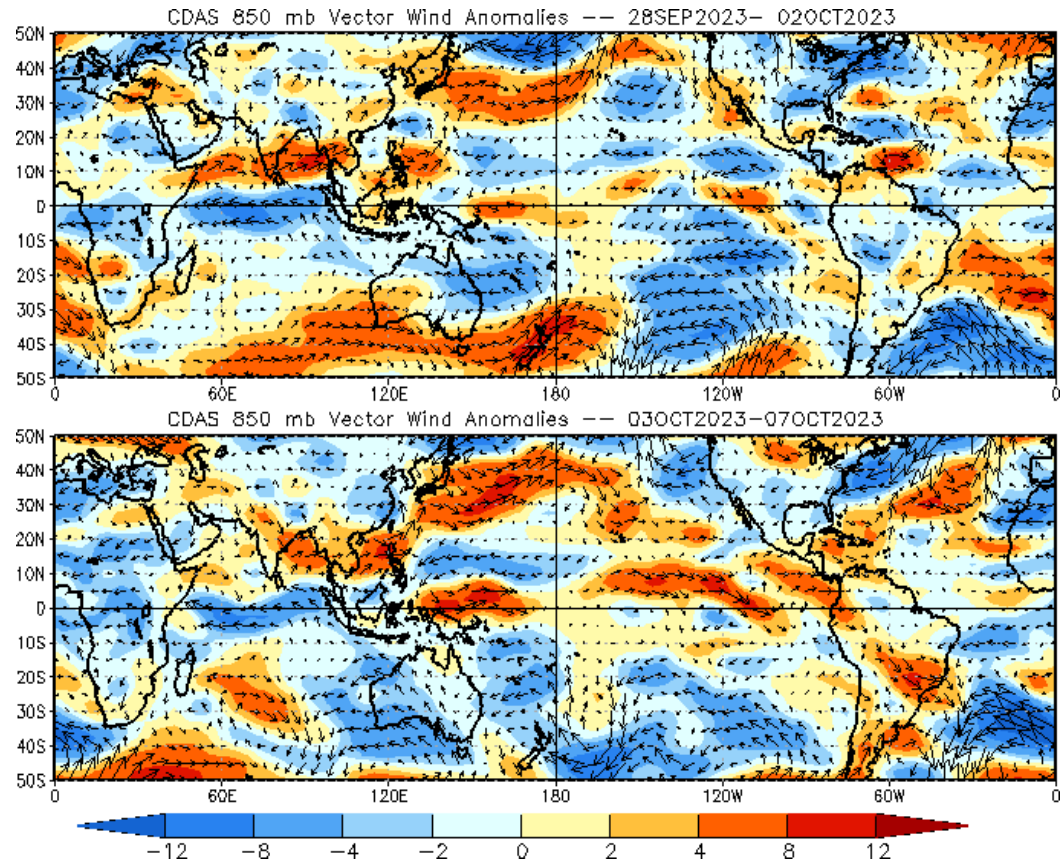 CDAS 850 mb Vector Wind Anomalies -- 28SEP2023- 02OCT2023
50N
40N
30N
20N
10N
0
10S
20S
30S
40S
50S
0 60E 120E 180 120W 60W 0
CDAS 850 mb Vector Wind Anomalies -- 03OCT2023-07OCT2023
50N
40N
30N
20N
10N
0
10S
20S
30S
40S
50S
0 60E 120E 180 120W 60W 0
-12 -8 -4 -2 0 2 4 8 12